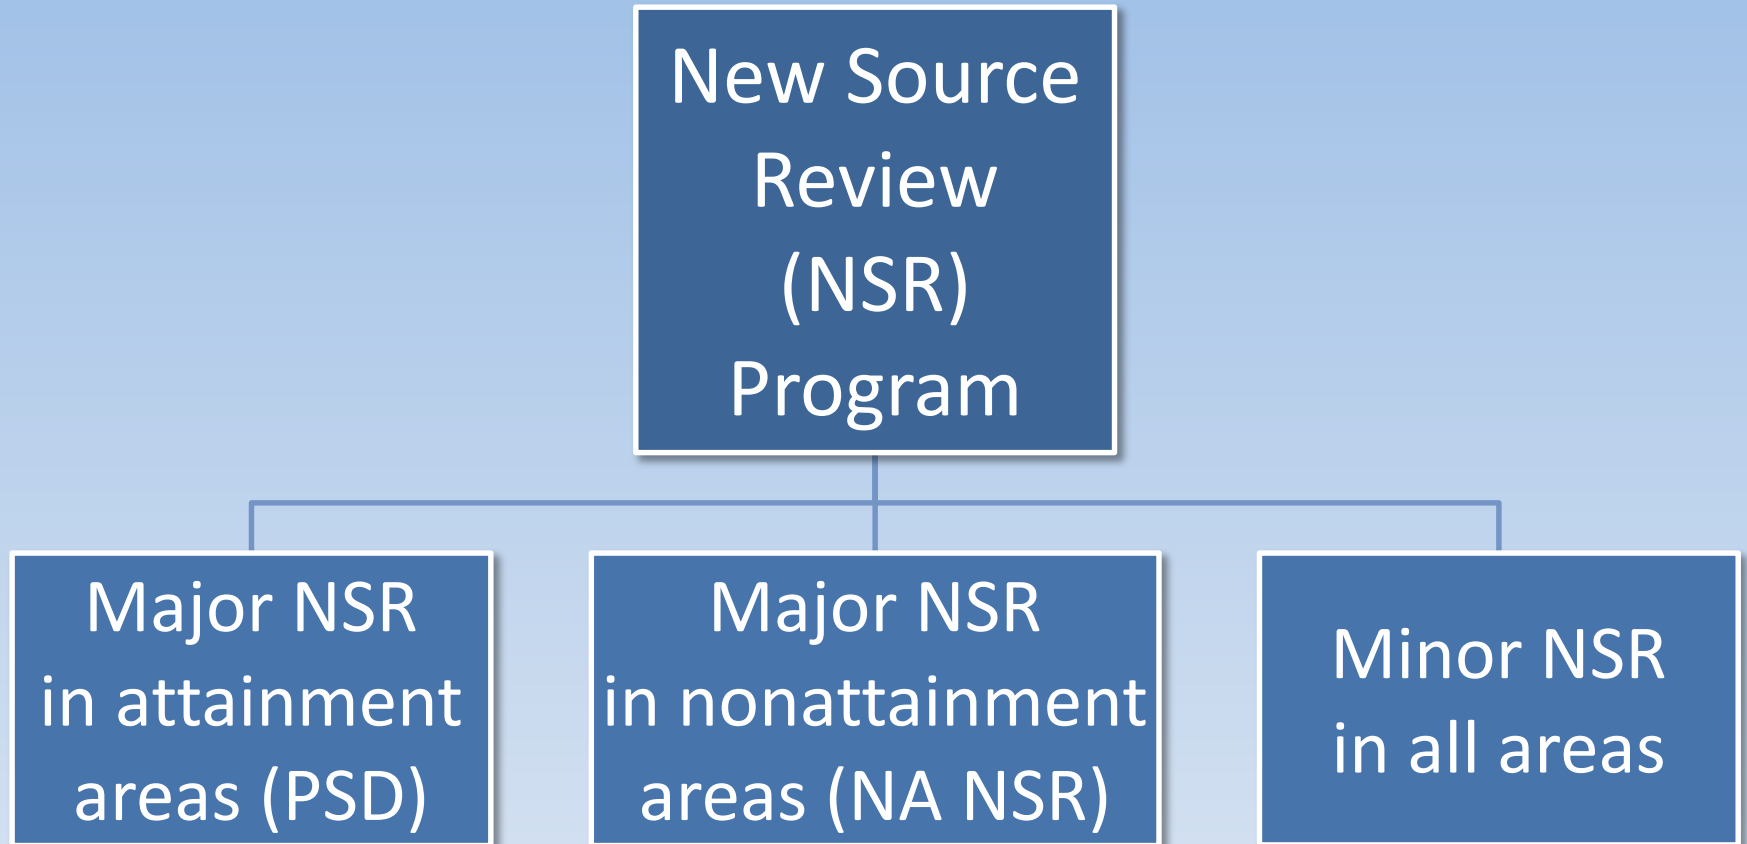 New Source
Review
(NSR)
Program
Major NSR
in attainment
areas (PSD)
Major NSR
in nonattainment
areas (NA NSR)
Minor NSR
in all areas